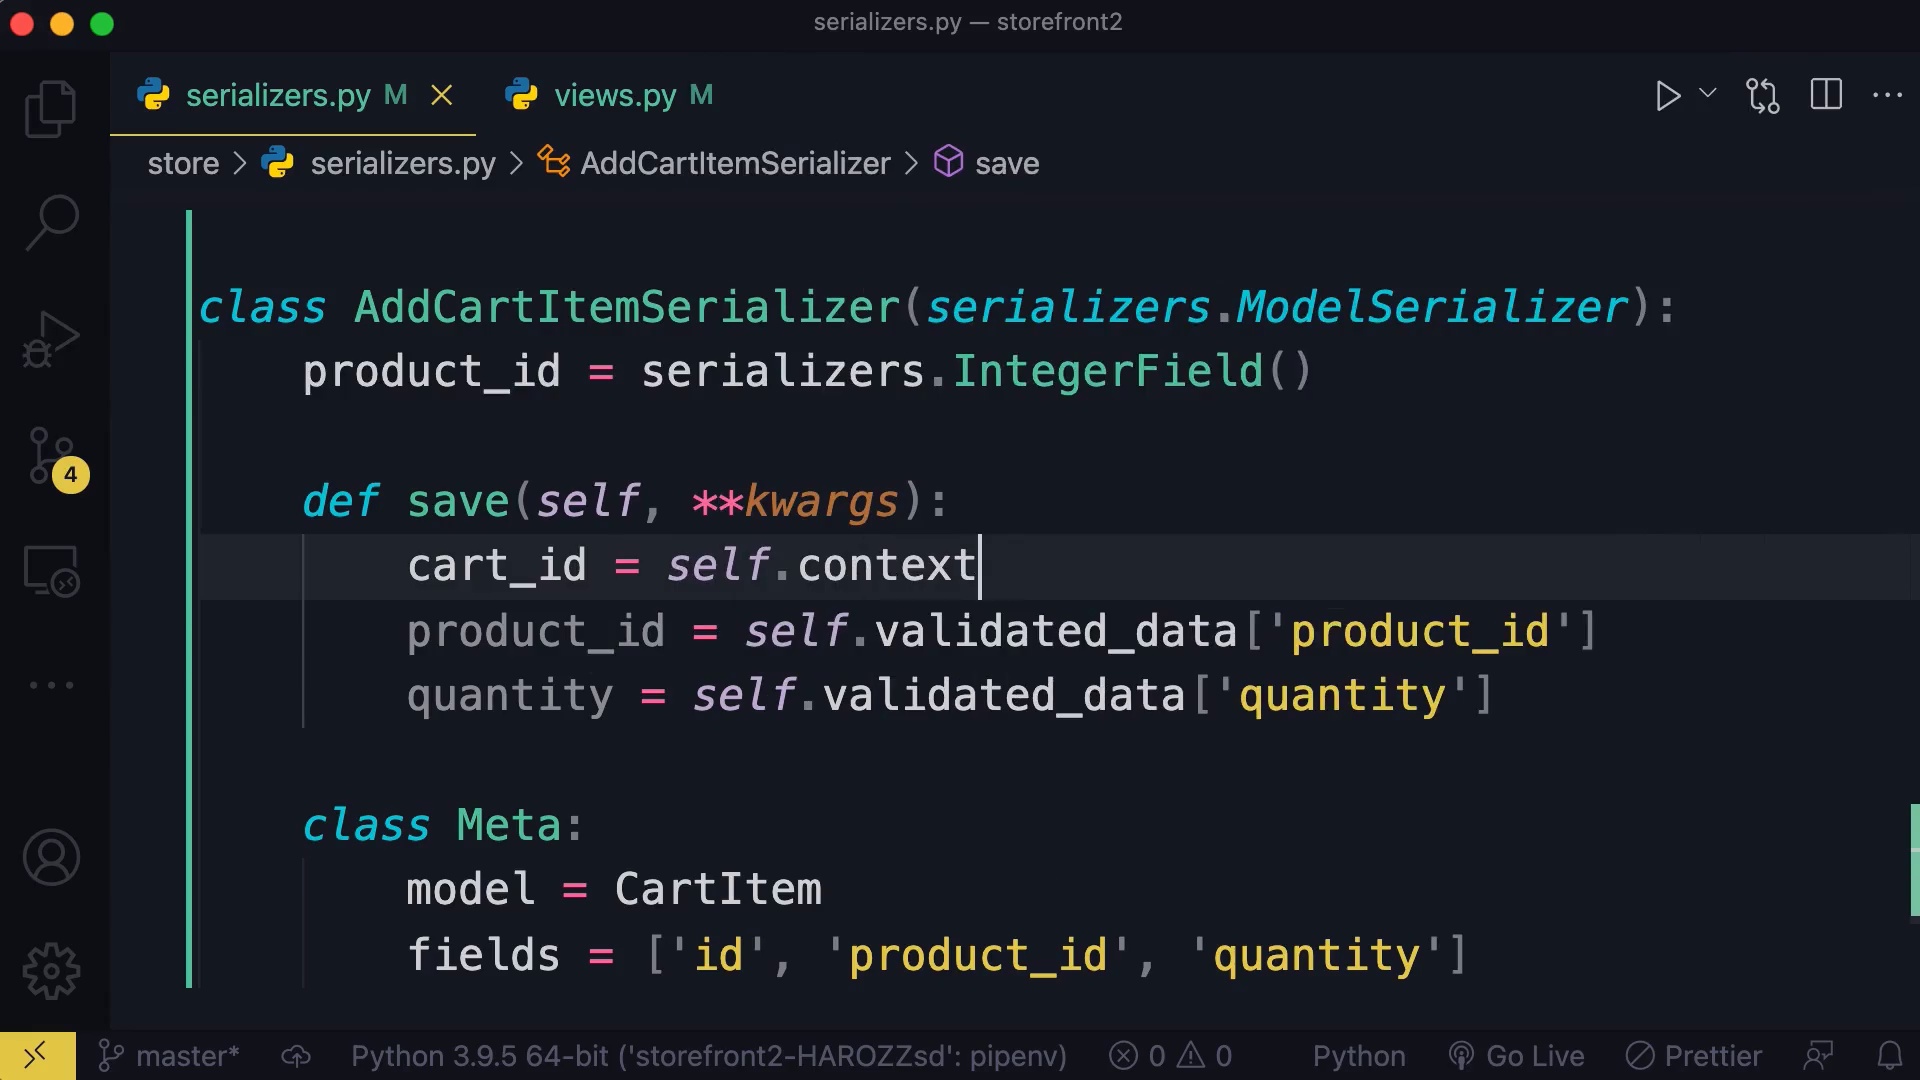 serializers.py — storefront2
serializers.py M views.py M
store > serializers.py > AddCartItemSerializer > save
class AddCartItemSerializer(serializers.ModelSerializer):
product_id = serializers.IntegerField()
def save(self, **kwargs):
cart_id = self.context
product_id = self.validated_data['product_id']
quantity = self.validated_data['quantity']
class Meta:
model = CartItem
fields = ['id', 'product_id', 'quantity']
4
master* Python 3.9.5 64-bit ('storefront2-HAROZZsd': pipenv) 0 0 Python Go Live Prettier